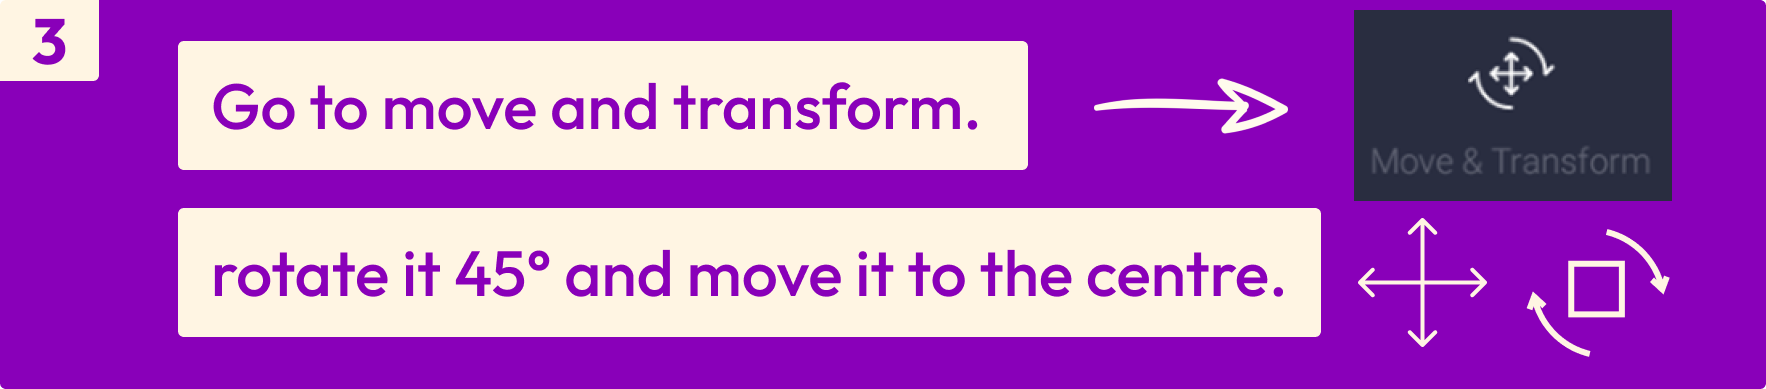 3
Go to move and transform.
Move & Transform
rotate it 45° and move it to the centre.